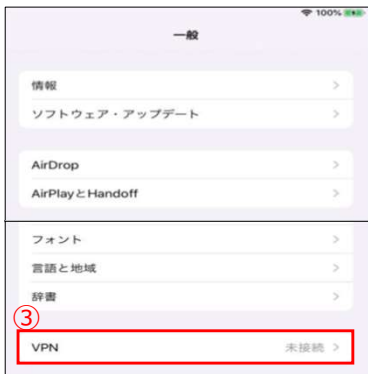 100%
一般
情報
ソフトウェア・アップデート
AirDrop
AirPlayとHandoff
フォント
言語と地域
辞書
③
VPN 未接続